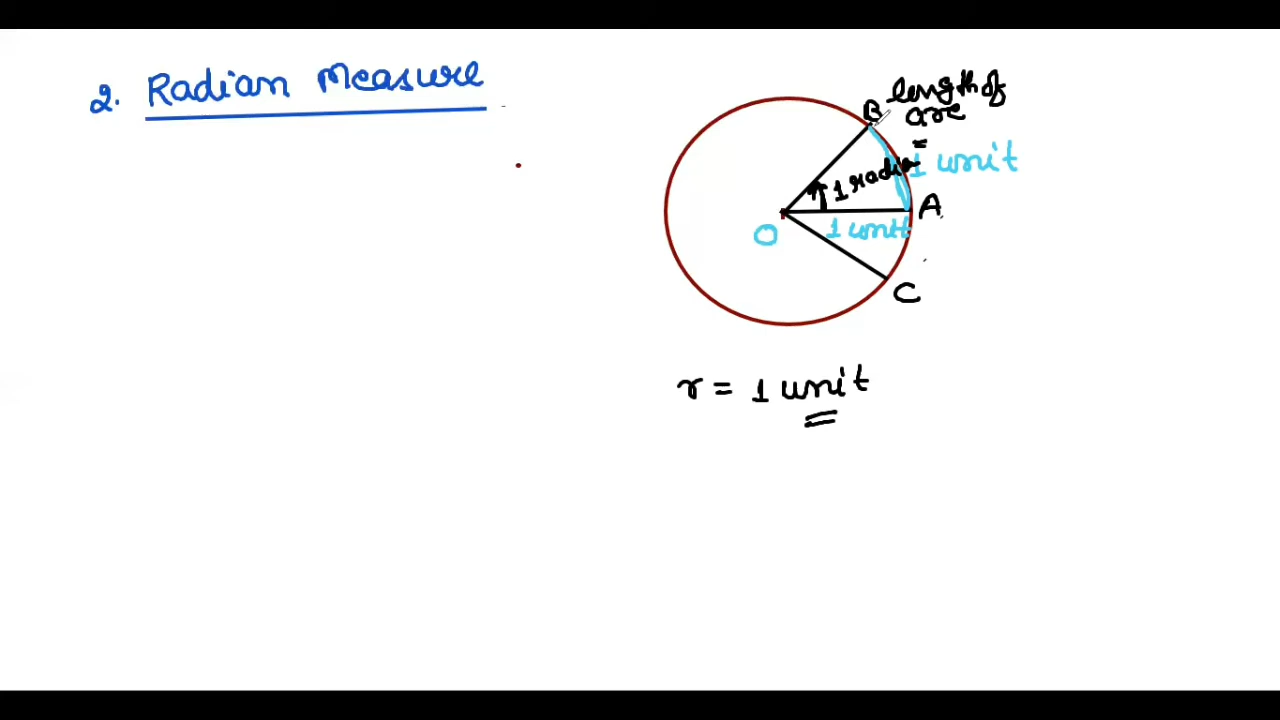 2. Radian Measure
B length of
arc
=
1 unit
1 radian
A
O 1 unit
C
r = 1 unit